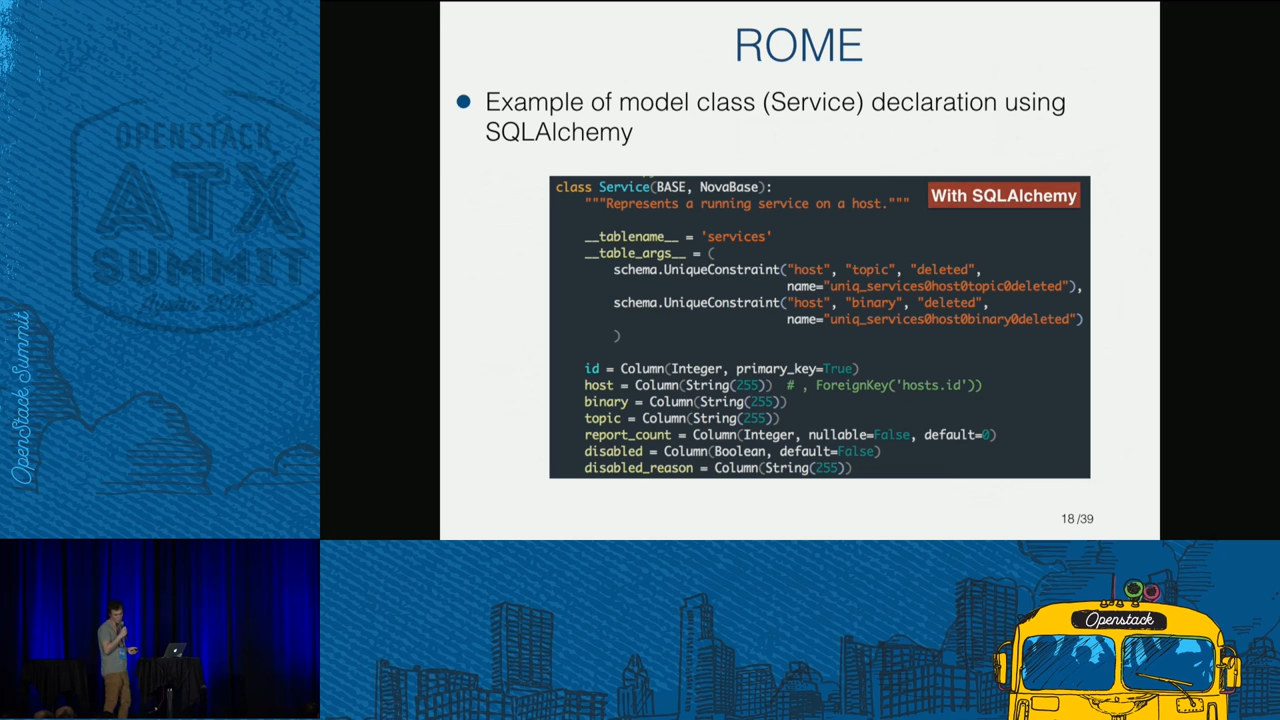 ROME
Example of model class (Service) declaration using
SQLAlchemy
With SQLAlchemy
class Service(BASE, NovaBase):
    """Represents a running service on a host."""
    __tablename__ = 'services'
    __table_args__ = (
        schema.UniqueConstraint("host", "topic", "deleted",
                                name="uniq_services0host0topic0deleted"),
        schema.UniqueConstraint("host", "binary", "deleted",
                                name="uniq_services0host0binary0deleted")
        )
    id = Column(Integer, primary_key=True)
    host = Column(String(255))  # , ForeignKey('hosts.id'))
    binary = Column(String(255))
    topic = Column(String(255))
    report_count = Column(Integer, nullable=False, default=0)
    disabled = Column(Boolean, default=False)
    disabled_reason = Column(String(255))
18/39
OPENSTACK
ATX
SUMMIT
OpenStack Summit
Openstack